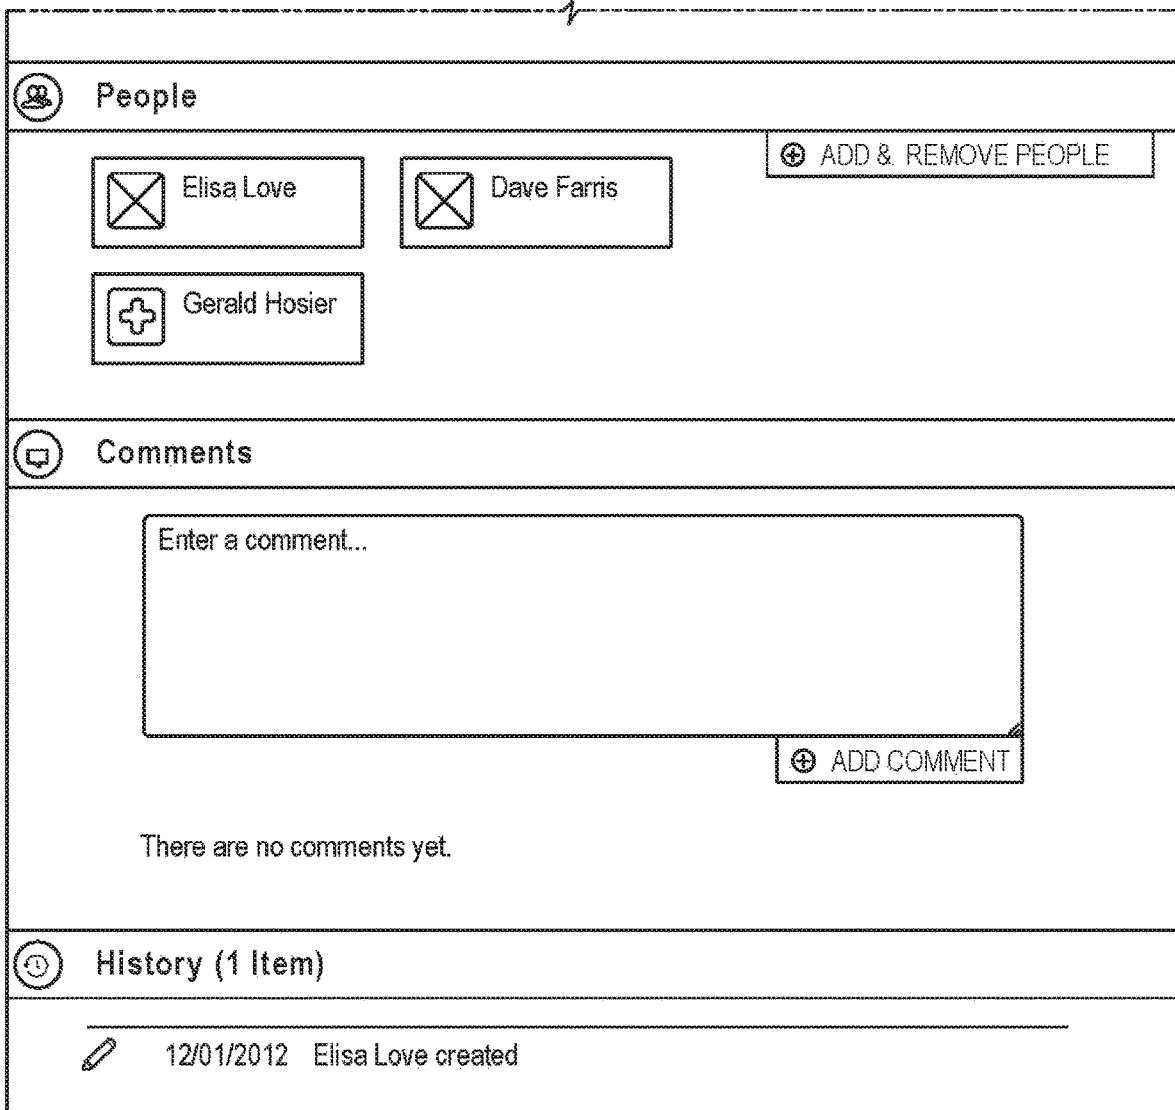 People
ADD & REMOVE PEOPLE
Elisa Love
Dave Farris
Gerald Hosier
Comments
Enter a comment...
ADD COMMENT
There are no comments yet.
History (1 Item)
12/01/2012 Elisa Love created